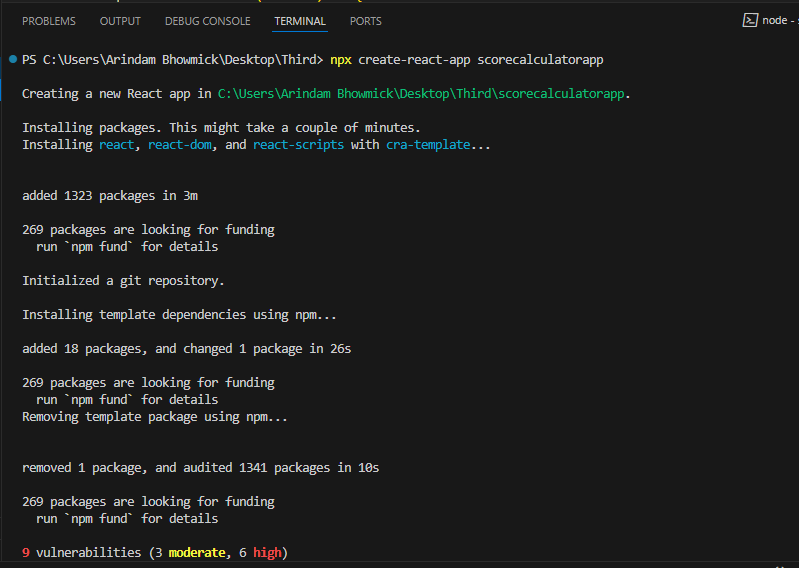 PROBLEMS OUTPUT DEBUG CONSOLE TERMINAL PORTS node -
PS C:\Users\Arindam Bhowmick\Desktop\Third> npx create-react-app scorecalculatorapp
Creating a new React app in C:\Users\Arindam Bhowmick\Desktop\Third\scorecalculatorapp.
Installing packages. This might take a couple of minutes.
Installing react, react-dom, and react-scripts with cra-template...
added 1323 packages in 3m
269 packages are looking for funding
run `npm fund` for details
Initialized a git repository.
Installing template dependencies using npm...
added 18 packages, and changed 1 package in 26s
269 packages are looking for funding
run `npm fund` for details
Removing template package using npm...
removed 1 package, and audited 1341 packages in 10s
269 packages are looking for funding
run `npm fund` for details
9 vulnerabilities (3 moderate, 6 high)